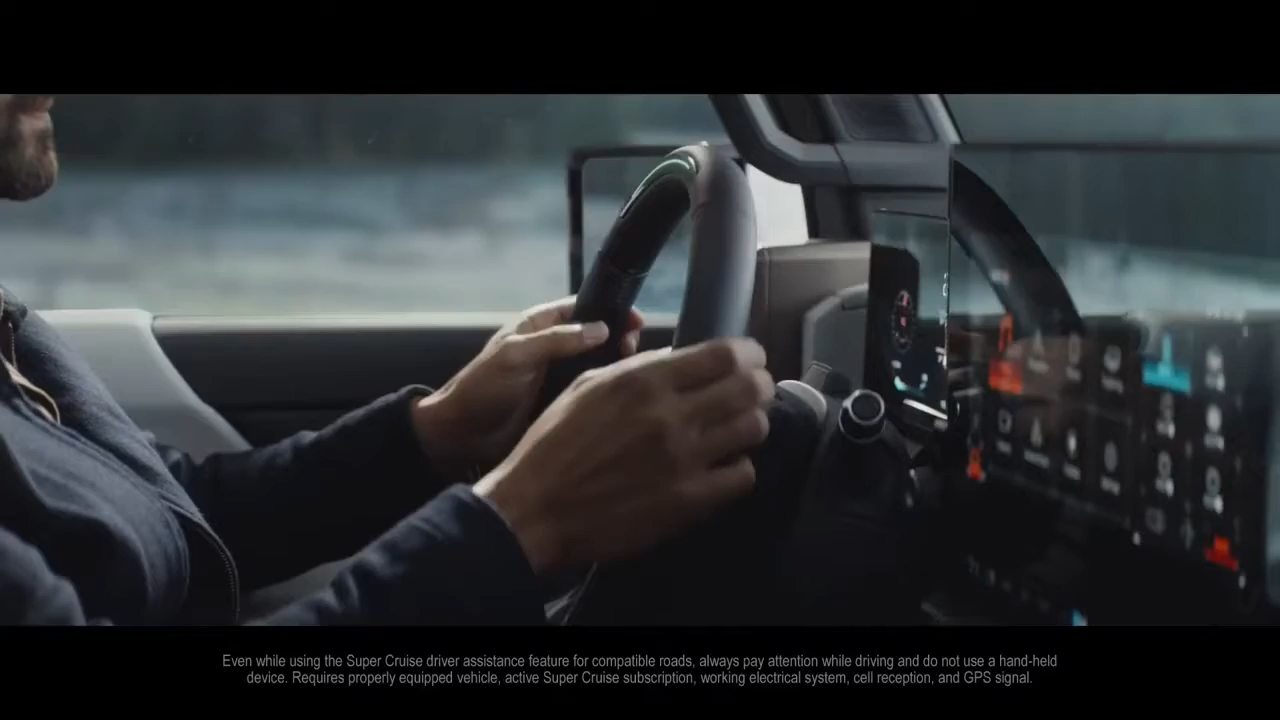 Even while using the Super Cruise driver assistance feature for compatible roads, always pay attention while driving and do not use a hand-held
device. Requires properly equipped vehicle, active Super Cruise subscription, working electrical system, cell reception, and GPS signal.